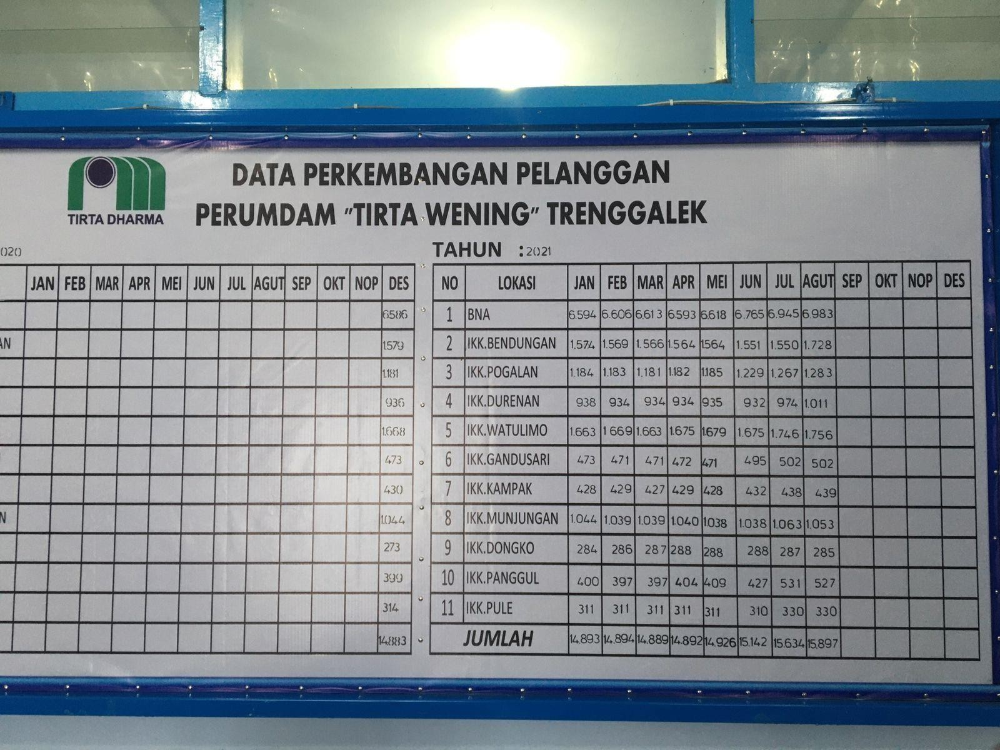 TIRTA DHARMA
DATA PERKEMBANGAN PELANGGAN
PERUMDAM "TIRTA WENING" TRENGGALEK
020
JAN FEB MAR APR MEI JUN JUL AGUT SEP OKT NOP DES
6.586
AN 1.579
1.181
936
1.668
473
430
N 1.044
273
399
314
14.883
TAHUN : 2021
NO LOKASI JAN FEB MAR APR MEI JUN JUL AGUT SEP OKT NOP DES
1 BNA 6.594 6.606 6.613 6.593 6.618 6.765 6.945 6.983
2 IKK.BENDUNGAN 1.574 1.569 1.566 1.564 1.564 1.551 1.550 1.728
3 IKK.POGALAN 1.184 1.183 1.181 1.182 1.185 1.229 1.267 1.283
4 IKK.DURENAN 938 934 934 934 935 932 974 1.011
5 IKK.WATULIMO 1.663 1 669 1.663 1.675 1.679 1.675 1.746 1.756
6 IKK.GANDUSARI 473 471 471 472 471 495 502 502
7 IKK.KAMPAK 428 429 427 429 428 432 438 439
8 IKK.MUNJUNGAN 1.044 1.039 1.039 1.040 1.038 1.038 1.063 1.053
9 IKK.DONGKO 284 286 287 288 288 288 287 285
10 IKK.PANGGUL 400 397 397 404 409 427 531 527
11 IKK.PULE 311 311 311 311 311 310 330 330
JUMLAH 14.893 14.894 14.889 14.892 14.926 15.142 15.634 15.897